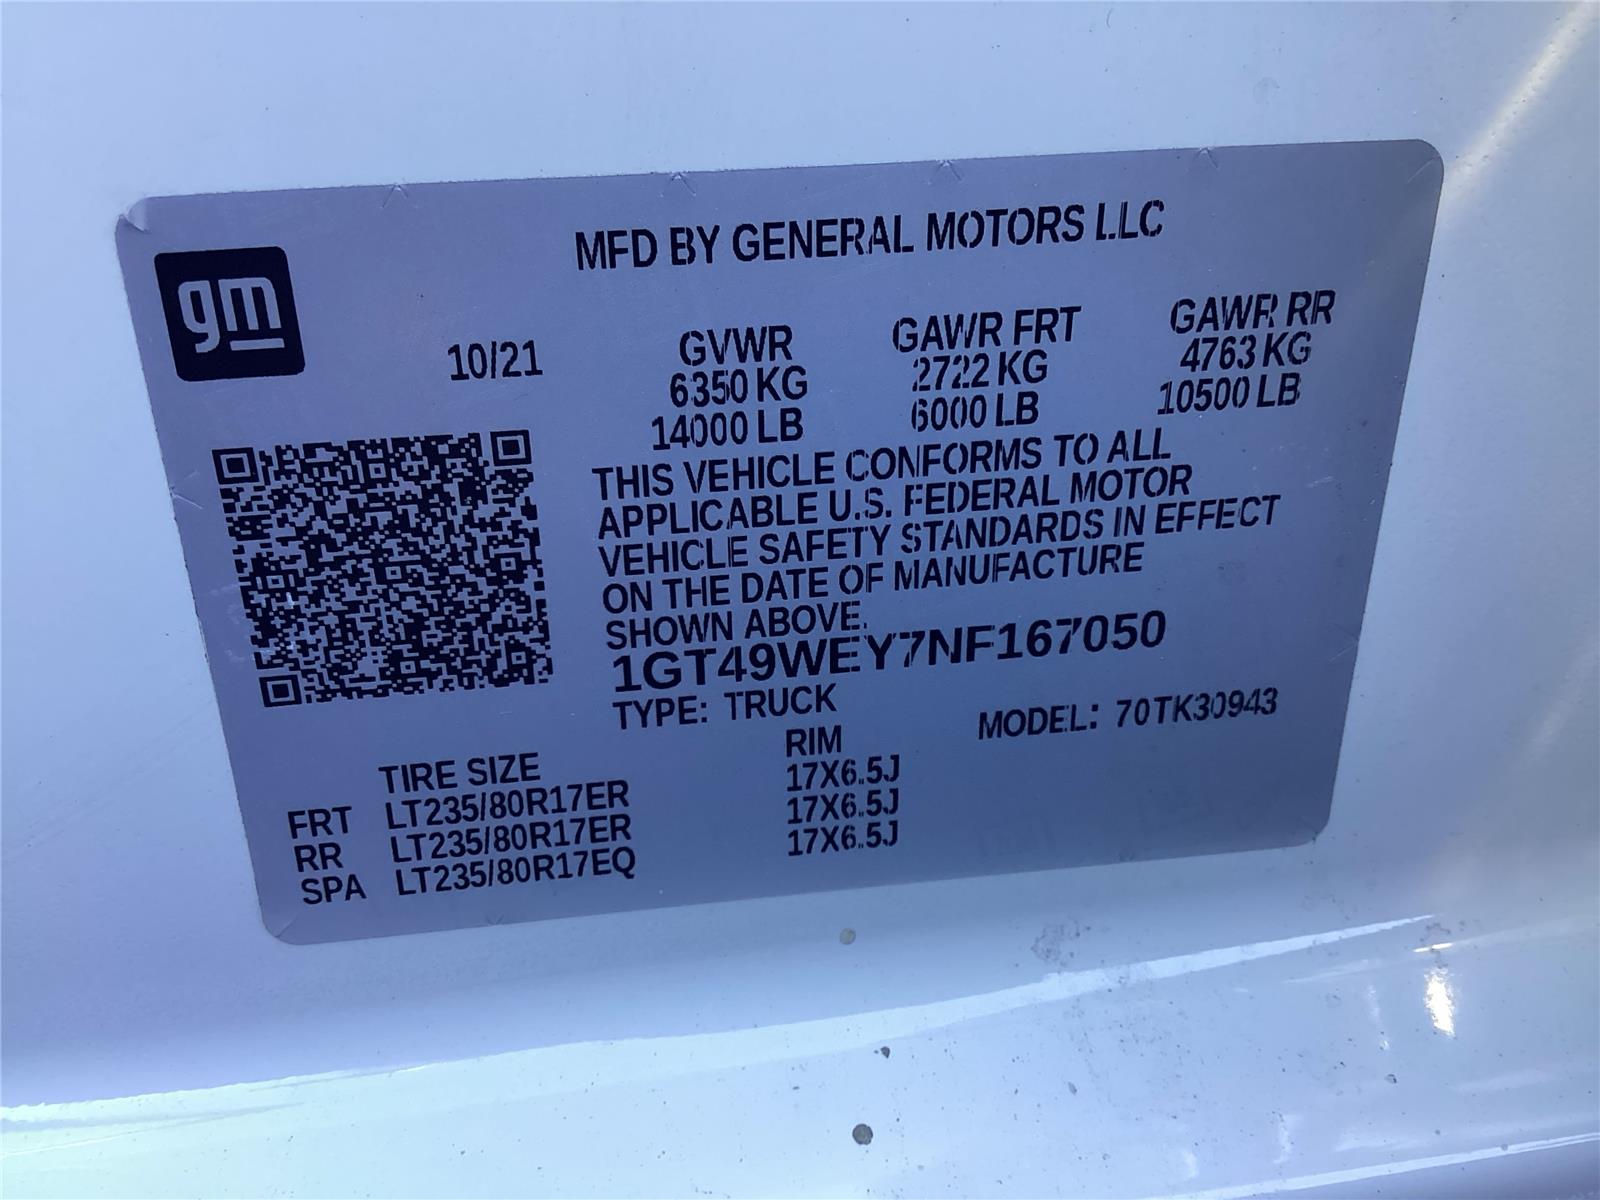 MFD BY GENERAL MOTORS LLC
gm
10/21 GVWR GAWR FRT GAWR RR
6350 KG 2722 KG 4763 KG
14000 LB 6000 LB 10500 LB
THIS VEHICLE CONFORMS TO ALL
APPLICABLE U.S. FEDERAL MOTOR
VEHICLE SAFETY STANDARDS IN EFFECT
ON THE DATE OF MANUFACTURE
SHOWN ABOVE.
1GT49WEY7NF167050
TYPE: TRUCK MODEL: 70TK30943
TIRE SIZE RIM
FRT LT235/80R17ER 17X6.5J
RR LT235/80R17ER 17X6.5J
SPA LT235/80R17EQ 17X6.5J